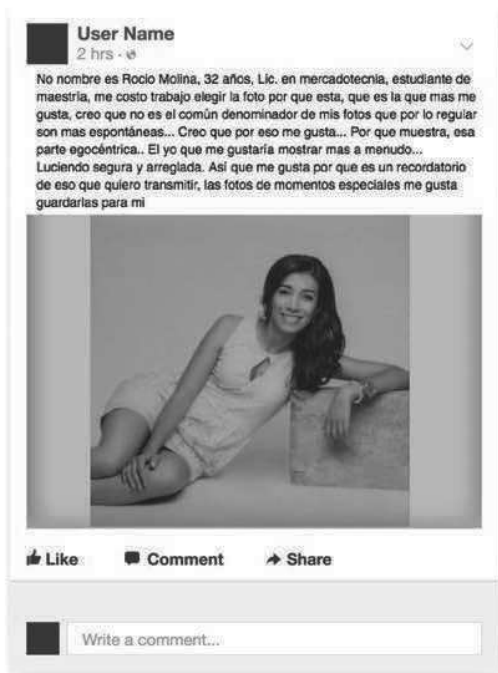 User Name
2 hrs ·
No nombre es Rocio Molina, 32 años, Lic. en mercadotecnia, estudiante de
maestría, me costo trabajo elegir la foto por que esta, que es la que mas me
gusta, creo que no es el común denominador de mis fotos que por lo regular
son mas espontáneas... Creo que por eso me gusta... Por que muestra, esa
parte egocéntrica.. El yo que me gustaría mostrar mas a menudo...
Luciendo segura y arreglada. Así que me gusta por que es un recordatorio
de eso que quiero transmitir, las fotos de momentos especiales me gusta
guardarlas para mi
Like Comment Share
Write a comment...